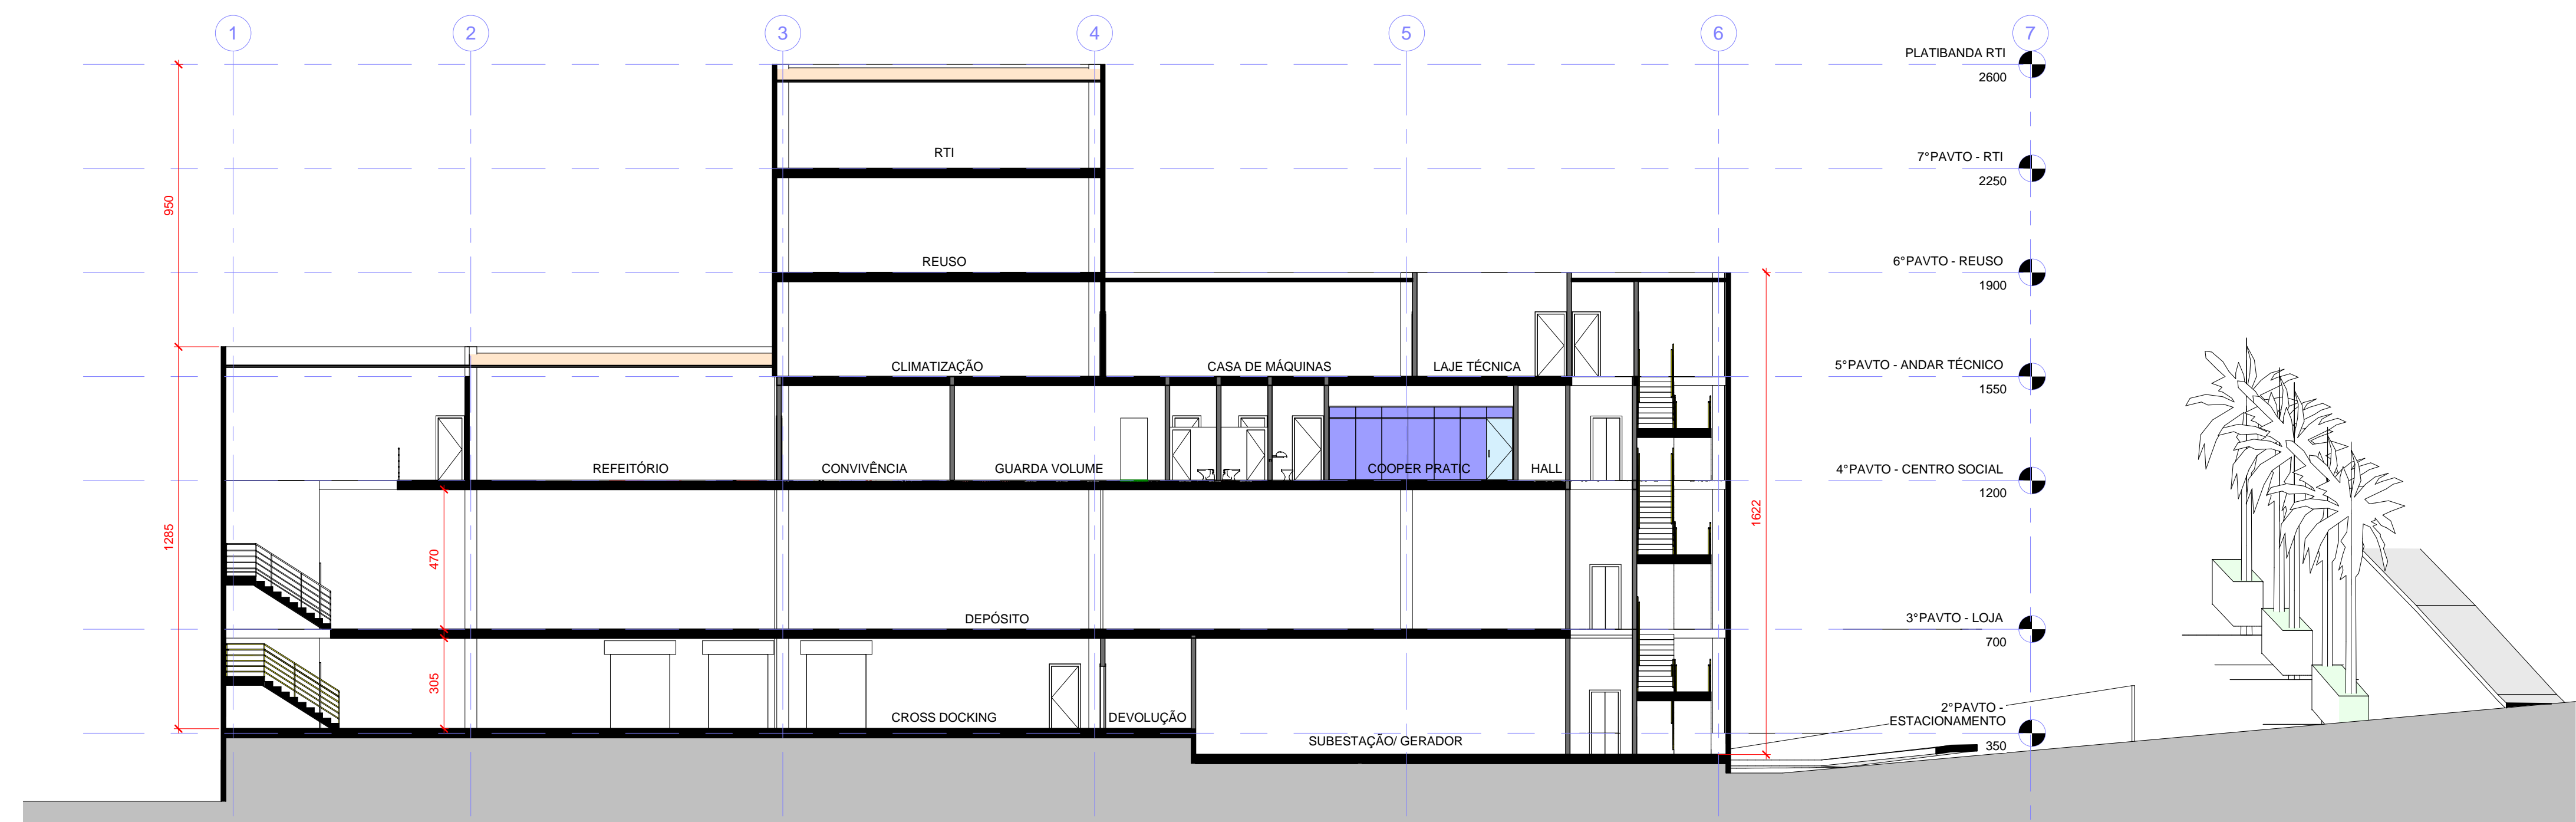 1
2
3
4
5
6
7
PLATIBANDA RTI
2600
RTI
7°PAVTO - RTI
2250
950
REUSO
6°PAVTO - REUSO
1900
CLIMATIZAÇÃO
CASA DE MÁQUINAS
LAJE TÉCNICA
5°PAVTO - ANDAR TÉCNICO
1550
REFEITÓRIO
CONVIVÊNCIA
GUARDA VOLUME
COOPER PRATIC
HALL
4°PAVTO - CENTRO SOCIAL
1200
1285
470
1622
DEPÓSITO
3°PAVTO - LOJA
700
305
CROSS DOCKING
DEVOLUÇÃO
SUBESTAÇÃO/ GERADOR
2°PAVTO -
ESTACIONAMENTO
350